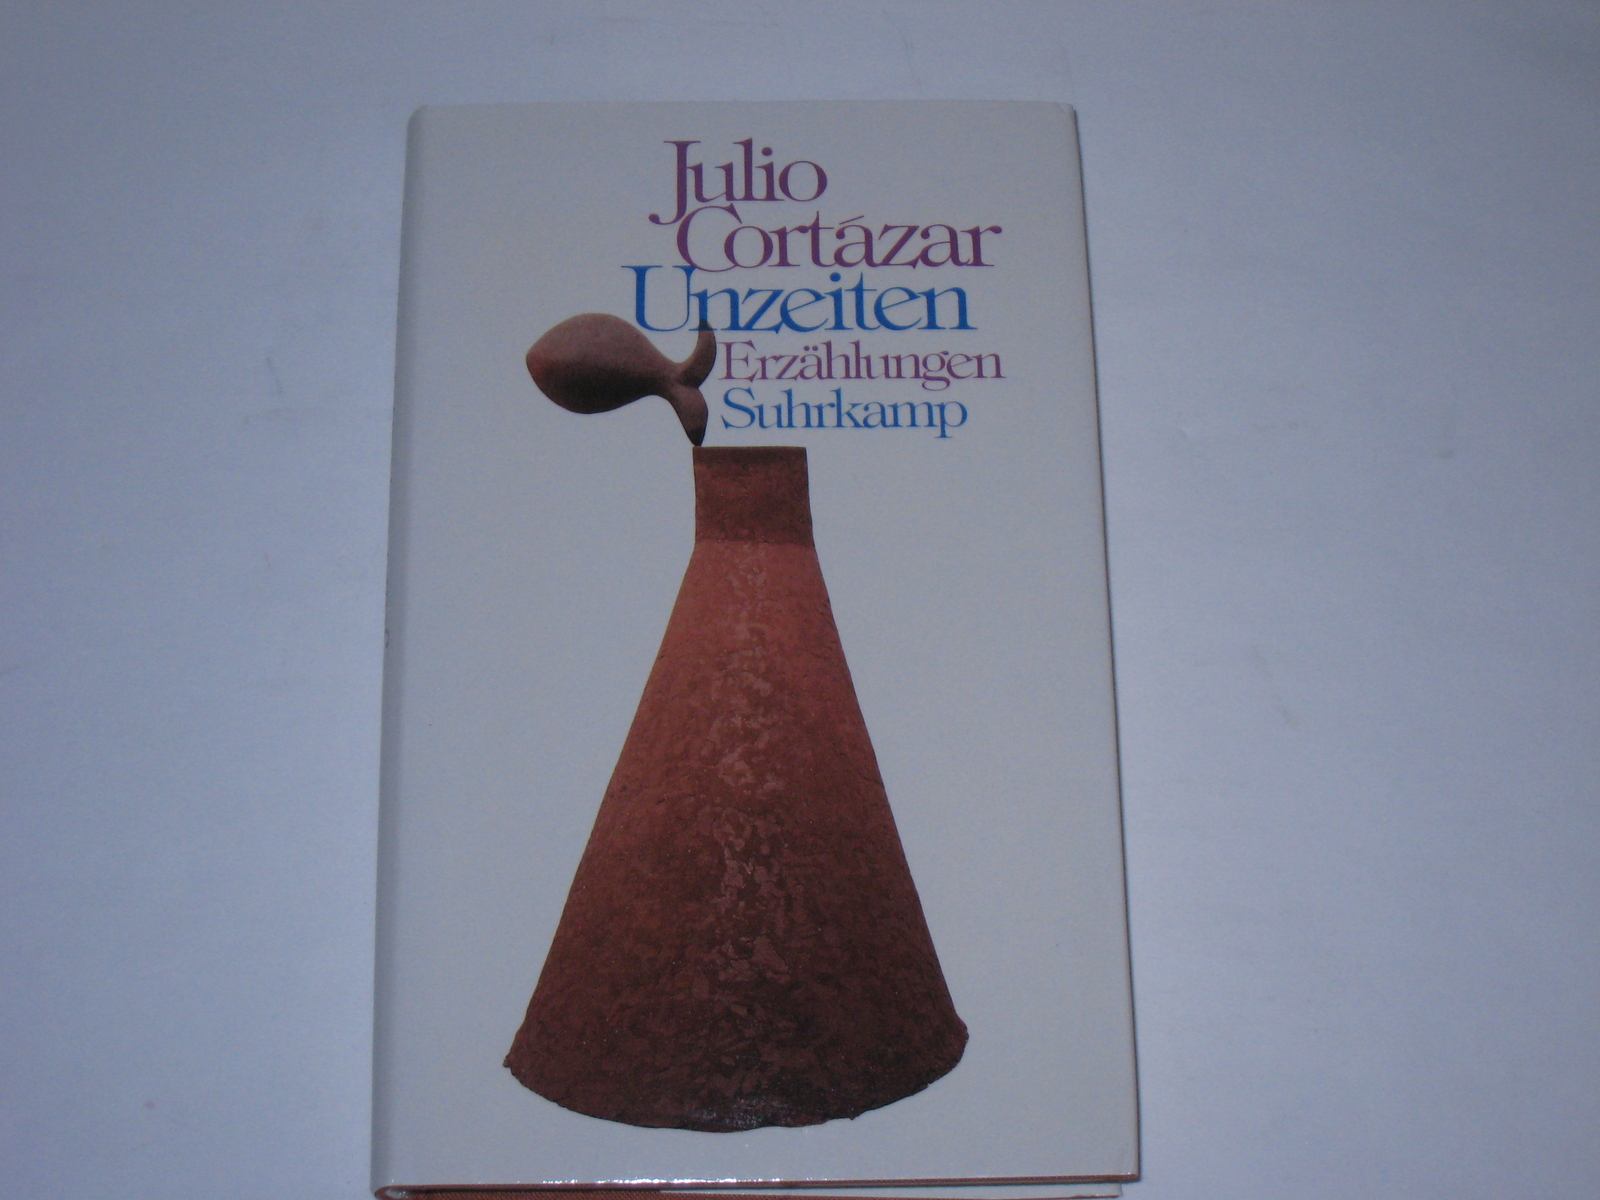 Julio
Cortázar
Unzeiten
Erzählungen
Suhrkamp